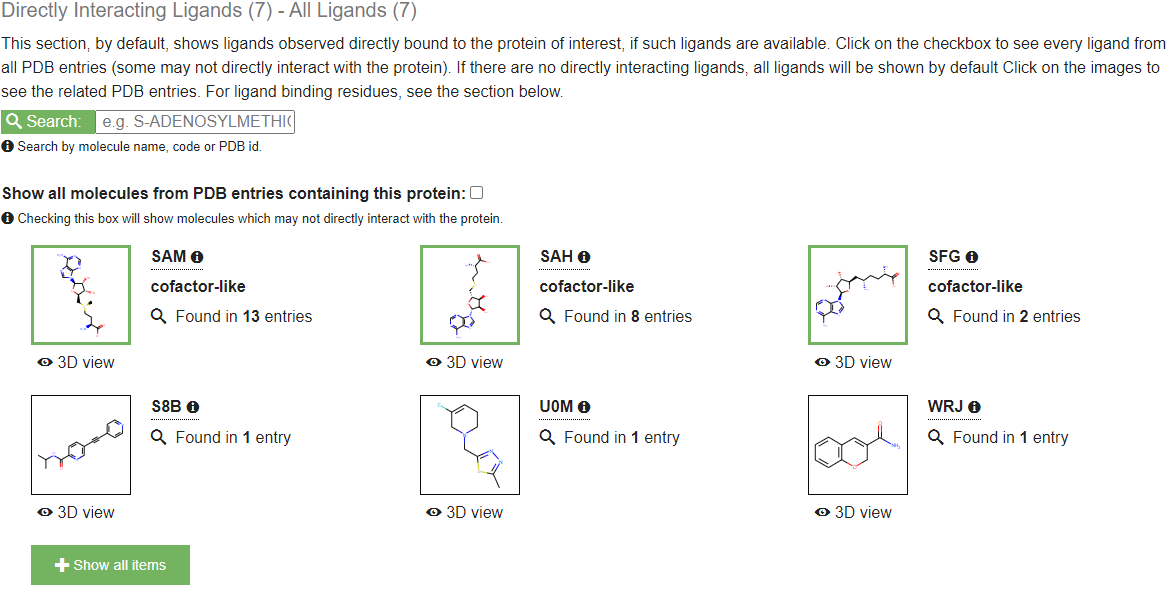 Directly Interacting Ligands (7) - All Ligands (7)
This section, by default, shows ligands observed directly bound to the protein of interest, if such ligands are available. Click on the checkbox to see every ligand from
all PDB entries (some may not directly interact with the protein). If there are no directly interacting ligands, all ligands will be shown by default Click on the images to
see the related PDB entries. For ligand binding residues, see the section below.
Search: e.g. S-ADENOSYLMETHI
Search by molecule name, code or PDB id.
Show all molecules from PDB entries containing this protein:
Checking this box will show molecules which may not directly interact with the protein.
SAM
cofactor-like
Found in 13 entries
3D view
SAH
cofactor-like
Found in 8 entries
3D view
SFG
cofactor-like
Found in 2 entries
3D view
S8B
Found in 1 entry
3D view
U0M
Found in 1 entry
3D view
WRJ
Found in 1 entry
3D view
Show all items